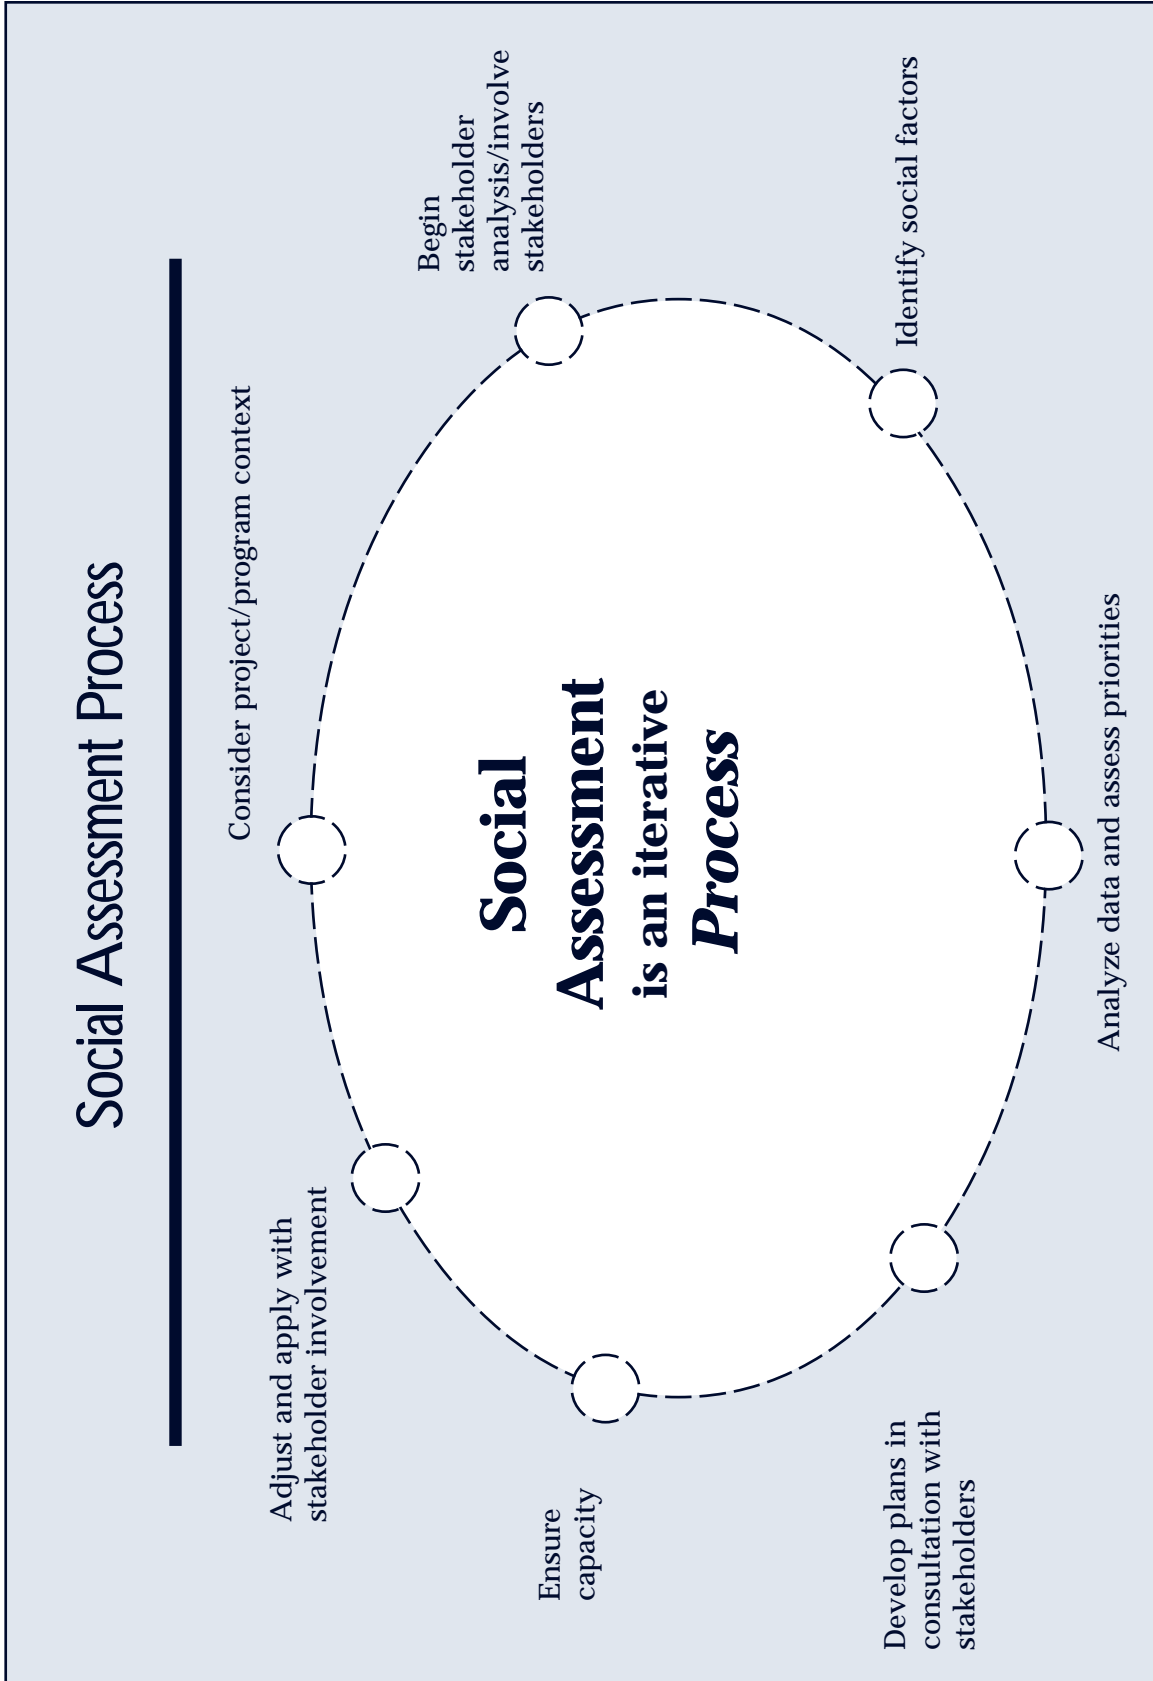 Social Assessment Process
Consider project/program context
Begin
stakeholder
analysis/involve
stakeholders
Identify social factors
Analyze data and assess priorities
Develop plans in
consultation with
stakeholders
Ensure
capacity
Adjust and apply with
stakeholder involvement
Social
Assessment
is an iterative
Process